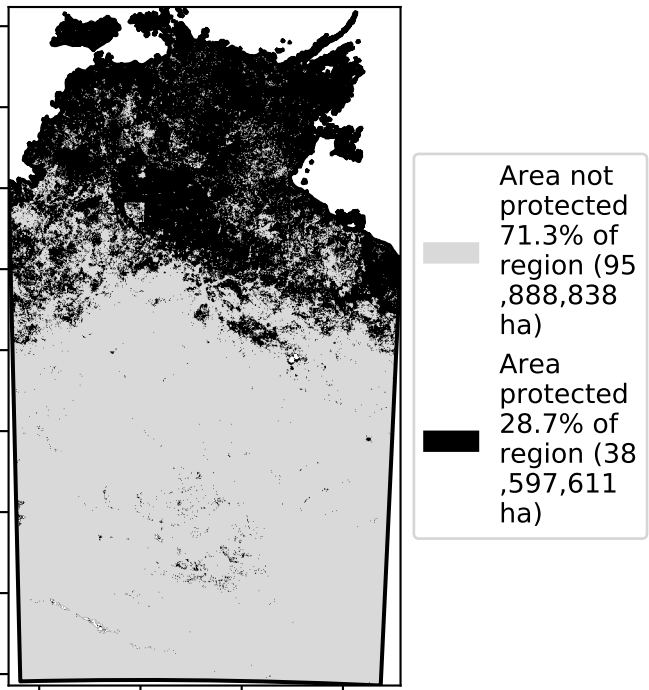 Area not
protected
71.3% of
region (95
,888,838
ha)
Area
protected
28.7% of
region (38
,597,611
ha)